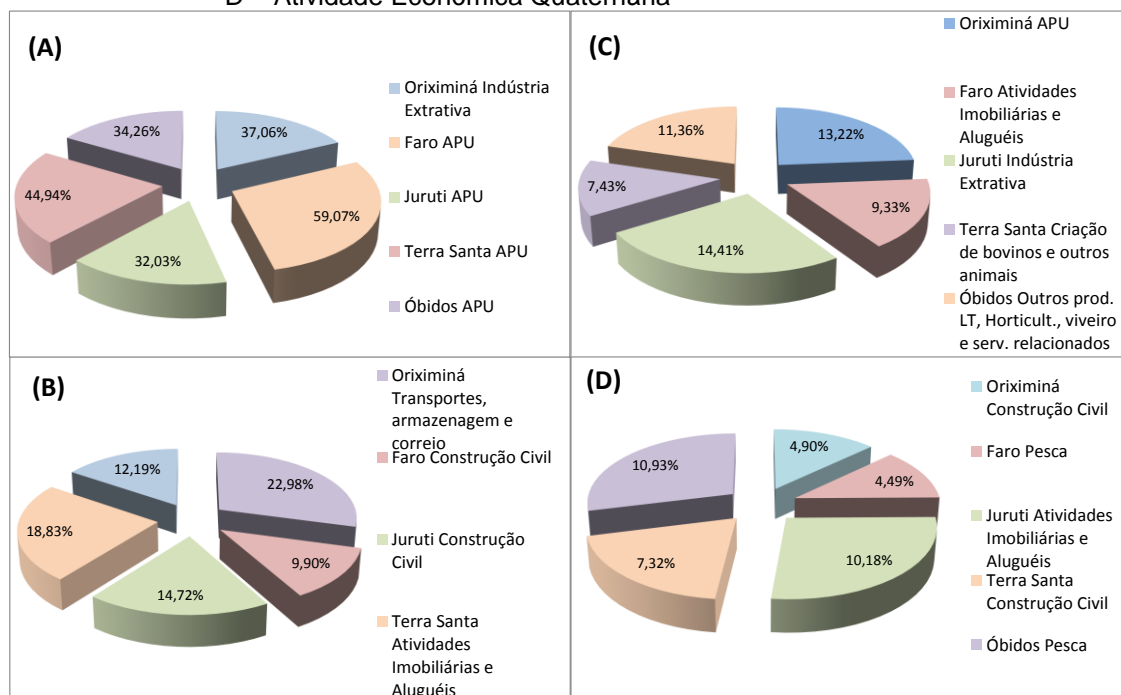 D – Atividade Econômica Quaternária
(A)
34,26%
37,06%
44,94%
59,07%
32,03%
Oriximiná Indústria
Extrativa
Faro APU
Juruti APU
Terra Santa APU
Óbidos APU
(C)
11,36%
13,22%
7,43%
9,33%
14,41%
Oriximiná APU
Faro Atividades
Imobiliárias e
Aluguéis
Juruti Indústria
Extrativa
Terra Santa Criação
de bovinos e outros
animais
Óbidos Outros prod.
LT, Horticult., viveiro
e serv. relacionados
(B)
12,19%
22,98%
18,83%
9,90%
14,72%
Oriximiná
Transportes,
armazenagem e
correio
Faro Construção Civil
Juruti Construção
Civil
Terra Santa
Atividades
Imobiliárias e
Aluguéis
(D)
10,93%
4,90%
4,49%
7,32%
10,18%
Oriximiná
Construção Civil
Faro Pesca
Juruti Atividades
Imobiliárias e
Aluguéis
Terra Santa
Construção Civil
Óbidos Pesca